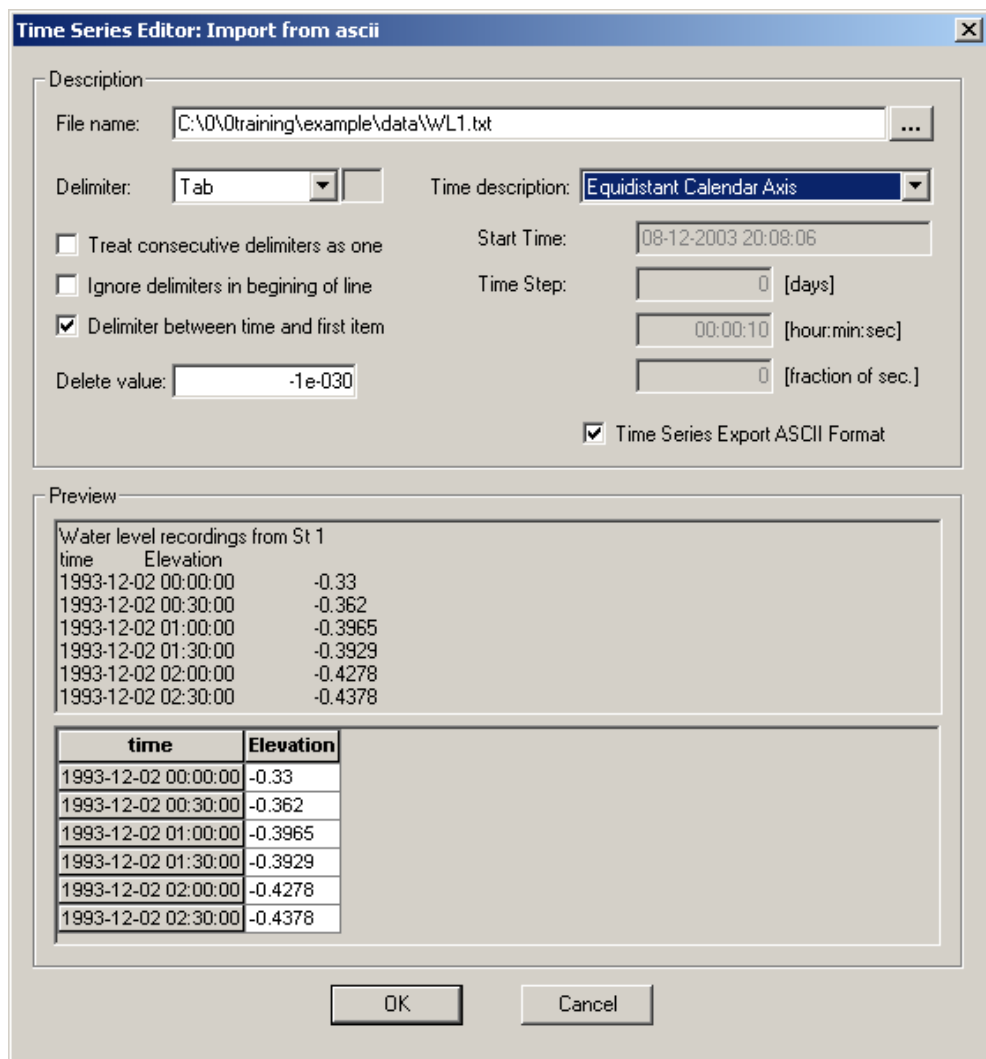 Time Series Editor: Import from ascii
Description
File name: C:\0\0training\example\data\WL1.txt ...
Delimiter: Tab Time description: Equidistant Calendar Axis
Treat consecutive delimiters as one Start Time: 08-12-2003 20:08:06
Ignore delimiters in begining of line Time Step: 0 [days]
Delimiter between time and first item 00:00:10 [hour:min:sec]
Delete value: -1e-030 0 [fraction of sec.]
Time Series Export ASCII Format
Preview
Water level recordings from St 1
time Elevation
1993-12-02 00:00:00 -0.33
1993-12-02 00:30:00 -0.362
1993-12-02 01:00:00 -0.3965
1993-12-02 01:30:00 -0.3929
1993-12-02 02:00:00 -0.4278
1993-12-02 02:30:00 -0.4378
time Elevation
1993-12-02 00:00:00 -0.33
1993-12-02 00:30:00 -0.362
1993-12-02 01:00:00 -0.3965
1993-12-02 01:30:00 -0.3929
1993-12-02 02:00:00 -0.4278
1993-12-02 02:30:00 -0.4378
OK Cancel